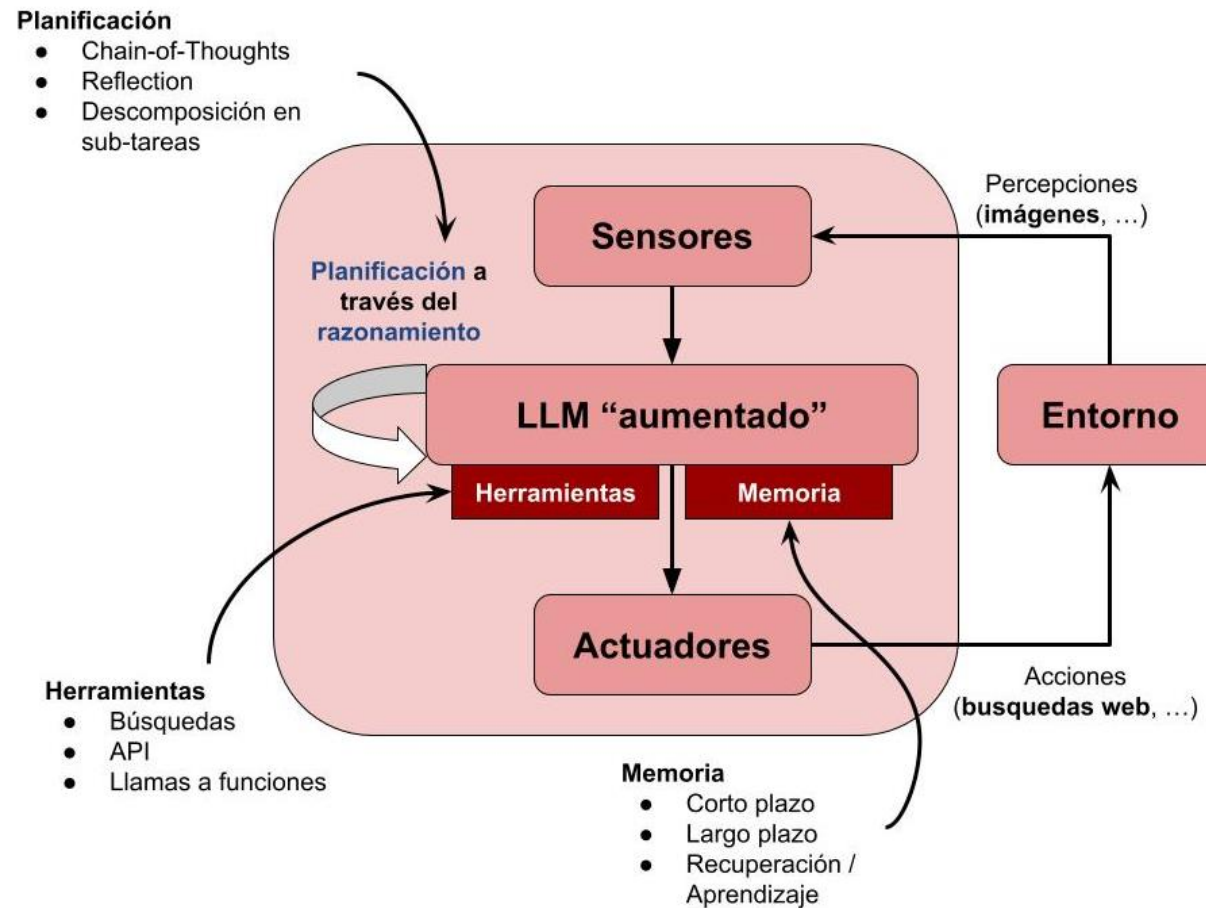 Planificación
● Chain-of-Thoughts
● Reflection
● Descomposición en
sub-tareas
Sensores
Percepciones
(imágenes, …)
Planificación a
través del
razonamiento
LLM “aumentado”
Entorno
Herramientas
Memoria
Actuadores
Acciones
(busquedas web, …)
Herramientas
● Búsquedas
● API
● Llamas a funciones
Memoria
● Corto plazo
● Largo plazo
● Recuperación /
Aprendizaje